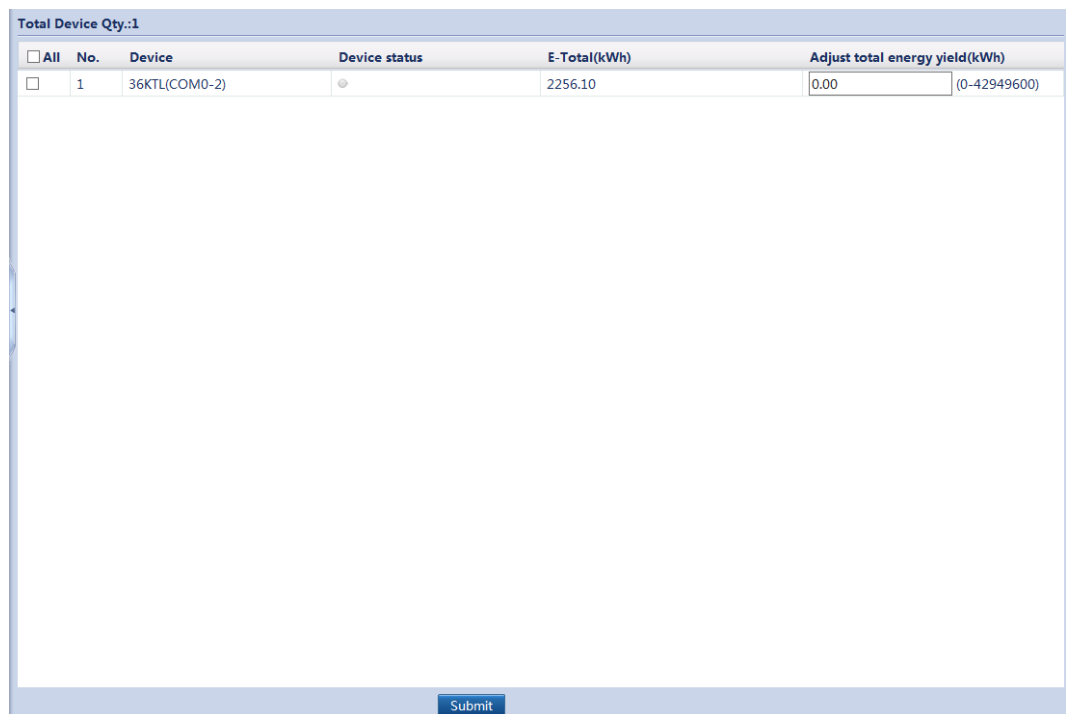 Total Device Qty.:1
All No. Device Device status E-Total(kWh) Adjust total energy yield(kWh)
1 36KTL(COM0-2) 2256.10 0.00 (0-42949600)
Submit